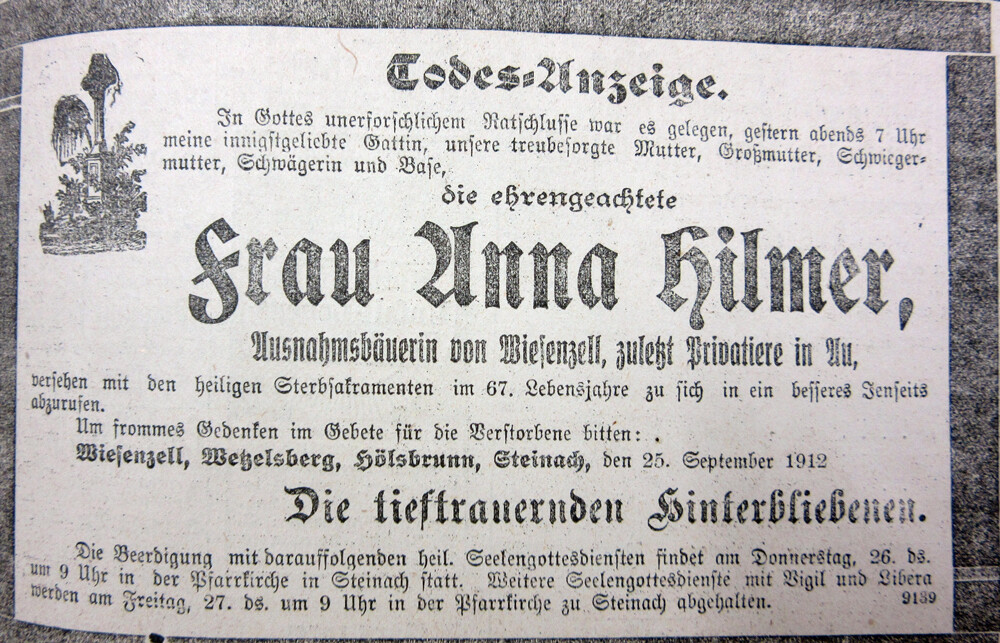 Todes-Anzeige.
In Gottes unerforschlichem Ratschlusse war es gelegen, gestern abends 7 Uhr
meine innigstgeliebte Gattin, unsere treubesorgte Mutter, Großmutter, Schwieger-
mutter, Schwägerin und Base,
die ehrengeachtete
Frau Anna Hilmer,
Ausnahmsbäuerin von Wiesenzell, zuletzt Privatiere in Au,
versehen mit den heiligen Sterbsakramenten im 67. Lebensjahre zu sich in ein besseres Jenseits
abzurufen.
Um frommes Gedenken im Gebete für die Verstorbene bitten:
Wiesenzell, Wetzelsberg, Hölsbrunn, Steinach, den 25. September 1912
Die tieftrauernden Hinterbliebenen.
Die Beerdigung mit darauffolgenden heil. Seelengottesdiensten findet am Donnerstag, 26. ds.
um 9 Uhr in der Pfarrkirche in Steinach statt. Weitere Seelengottesdienste mit Vigil und Libera
werden am Freitag, 27. ds. um 9 Uhr in der Pfarrkirche zu Steinach abgehalten. 9139